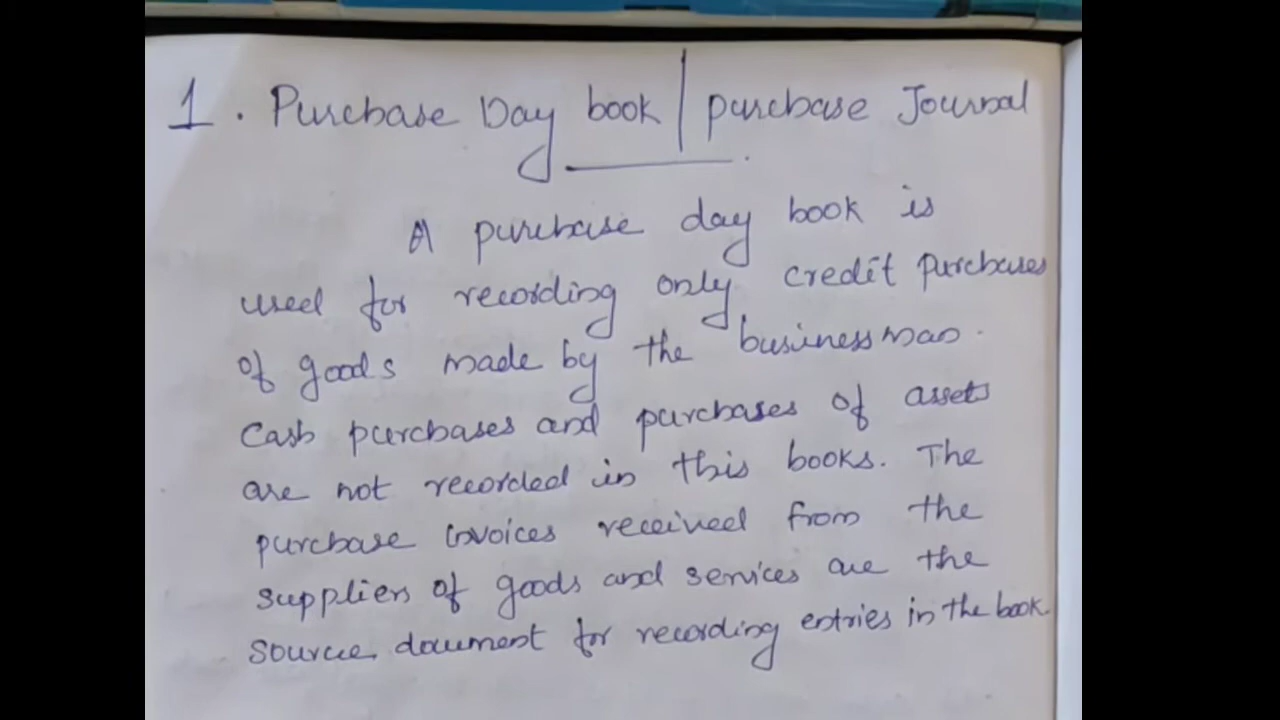 1. Purchase Day book | purchase Journal
A purchase day book is
used for recording only credit purchases
of goods made by the businessman.
Cash purchases and purchases of assets
are not recorded in this books. The
purchase invoices received from the
suppliers of goods and services are the
source document for recording entries in the book.